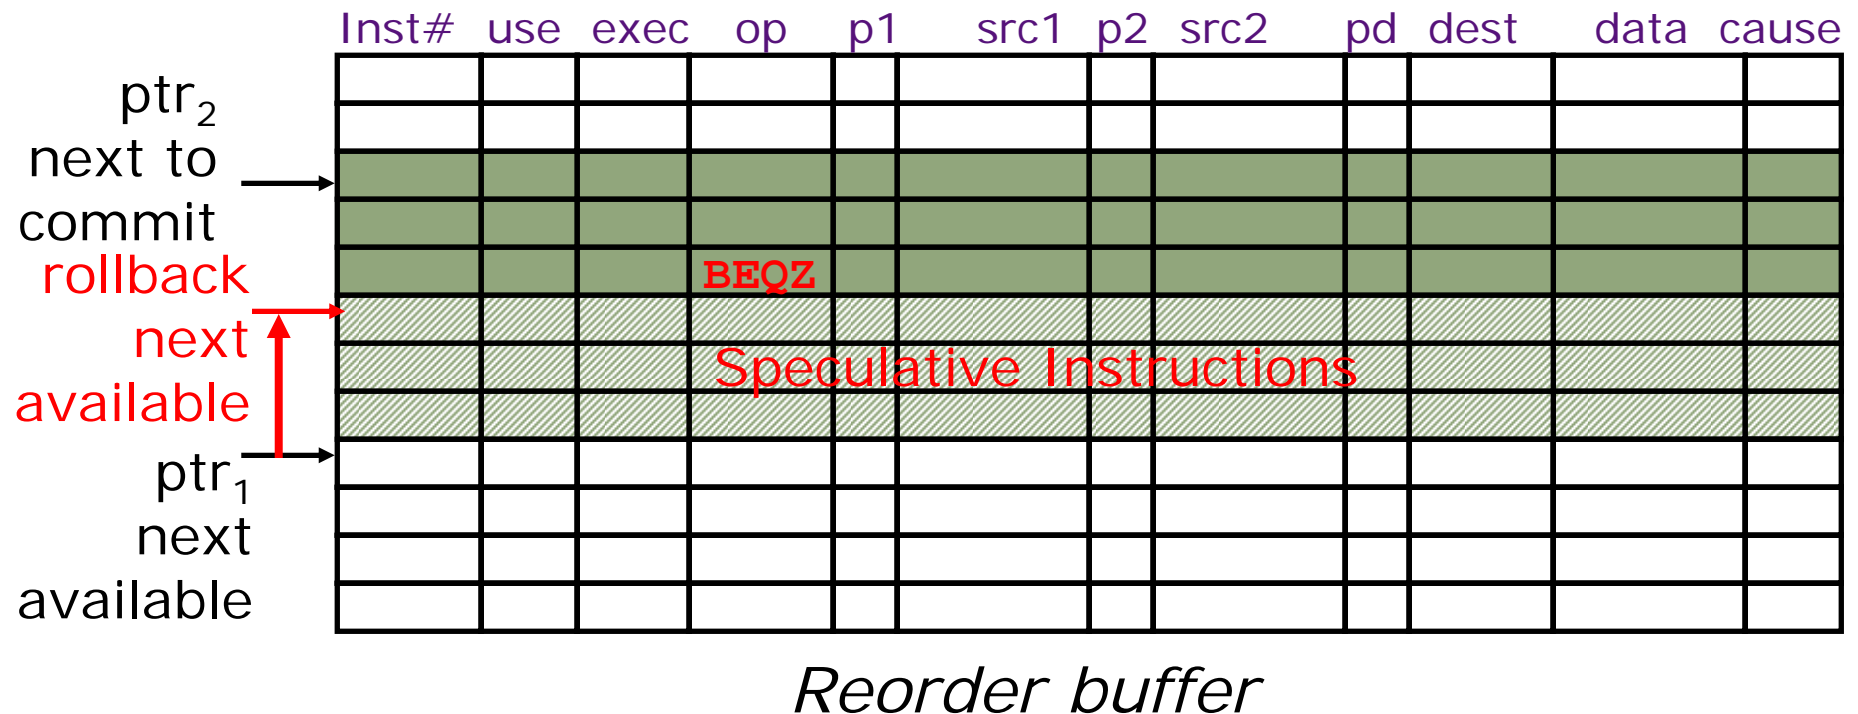 Inst# use exec op p1 src1 p2 src2 pd dest data cause
ptr₂
next to
commit
rollback
BEQZ
next
Speculative Instructions
available
ptr₁
next
available
Reorder buffer